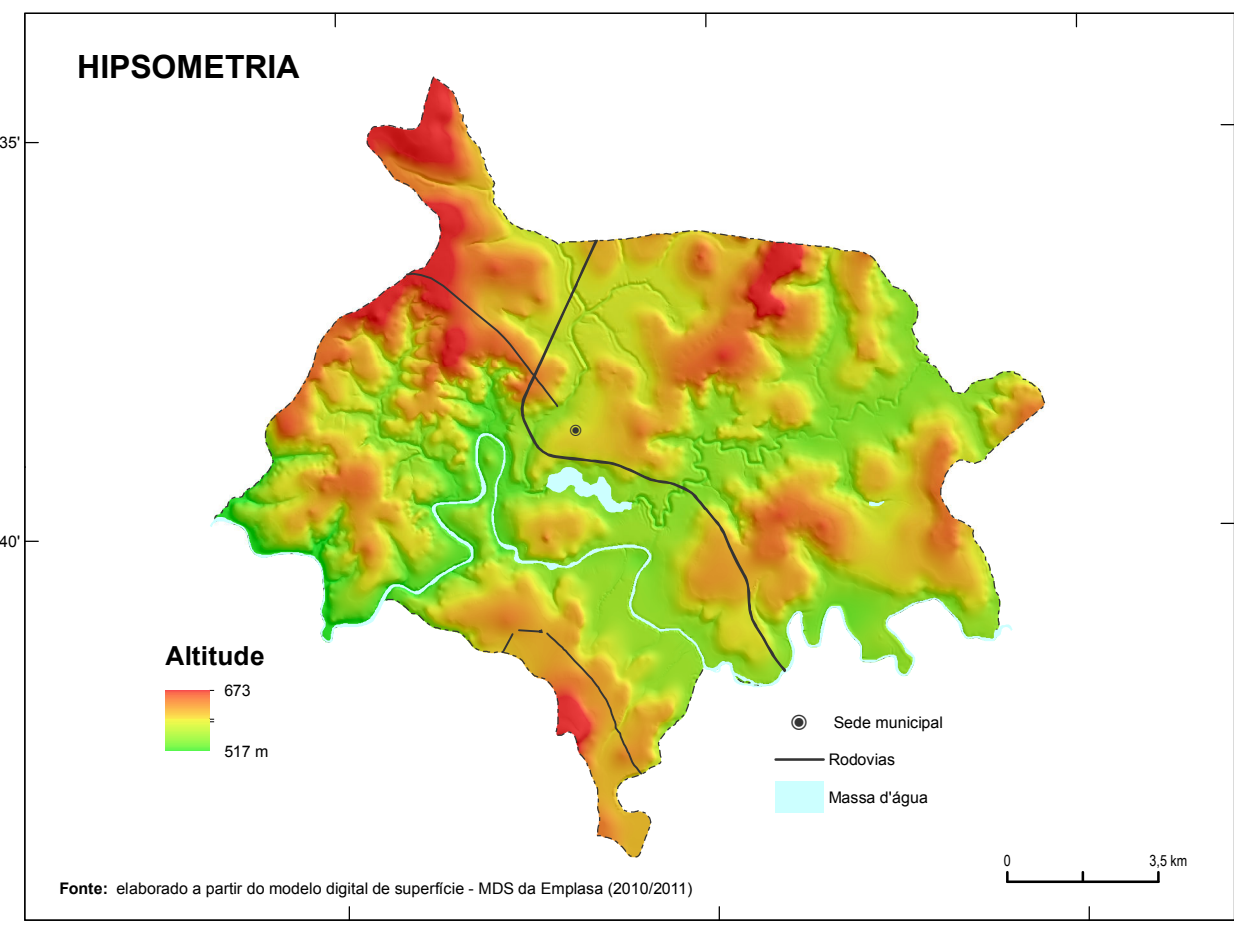 HIPSOMETRIA
35'
40'
Altitude
673
517 m
Sede municipal
Rodovias
Massa d'água
0 3,5 km
Fonte: elaborado a partir do modelo digital de superfície - MDS da Emplasa (2010/2011)